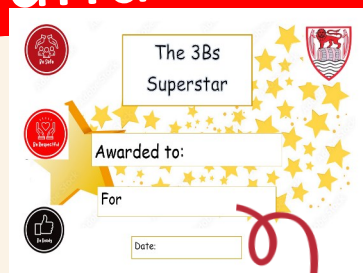 The 3Bs
Superstar
Be Safe
Be Respectful
Awarded to:
For
Be Ready
Date: